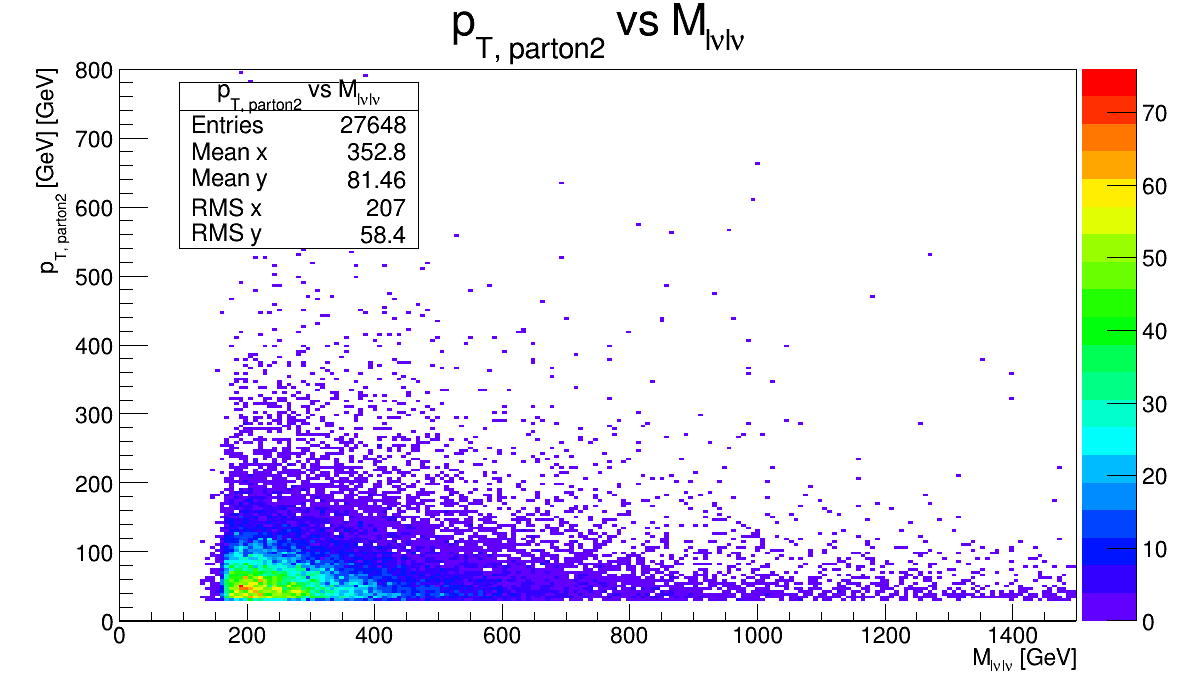 p_T, parton2 vs M_lνlν
p_T, parton2 [GeV] [GeV]
800
700
600
500
400
300
200
100
0
p_T, parton2 vs M_lνlν
Entries 27648
Mean x 352.8
Mean y 81.46
RMS x 207
RMS y 58.4
70
60
50
40
30
20
10
0
0 200 400 600 800 1000 1200 1400
M_lνlν [GeV]